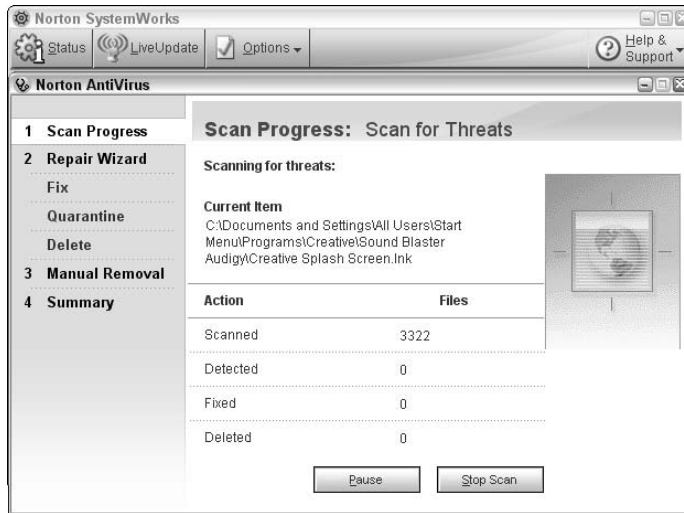 Norton SystemWorks
Status LiveUpdate Options Help & Support
Norton AntiVirus
1 Scan Progress
2 Repair Wizard
Fix
Quarantine
Delete
3 Manual Removal
4 Summary
Scan Progress: Scan for Threats
Scanning for threats:
Current Item
C:\Documents and Settings\All Users\Start
Menu\Programs\Creative\Sound Blaster
Audigy\Creative Splash Screen.lnk
Action Files
Scanned 3322
Detected 0
Fixed 0
Deleted 0
Pause Stop Scan